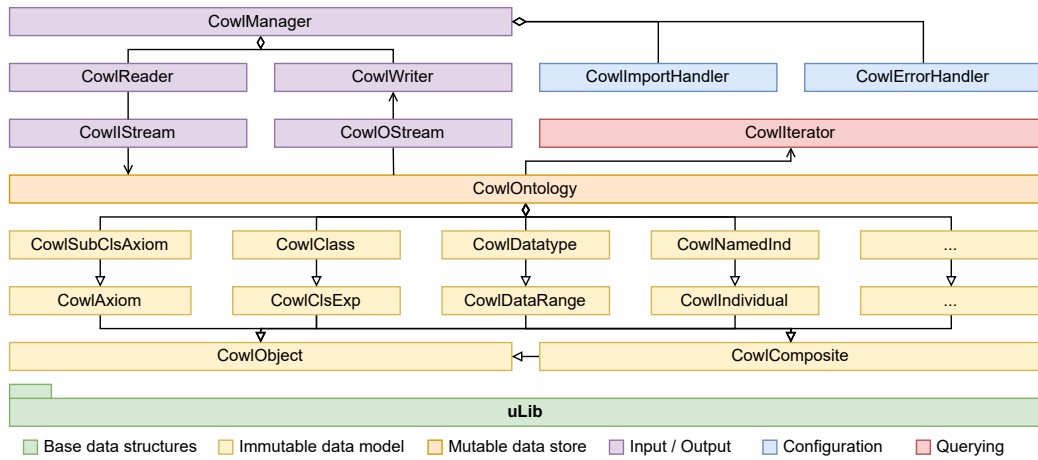 CowlManager
CowlReader CowlWriter CowlImportHandler CowlErrorHandler
CowlIStream CowlOStream CowlIterator
CowlOntology
CowlSubClsAxiom CowlClass CowlDatatype CowlNamedInd ...
CowlAxiom CowlClsExp CowlDataRange CowlIndividual ...
CowlObject CowlComposite
uLib
Base data structures Immutable data model Mutable data store Input / Output Configuration Querying